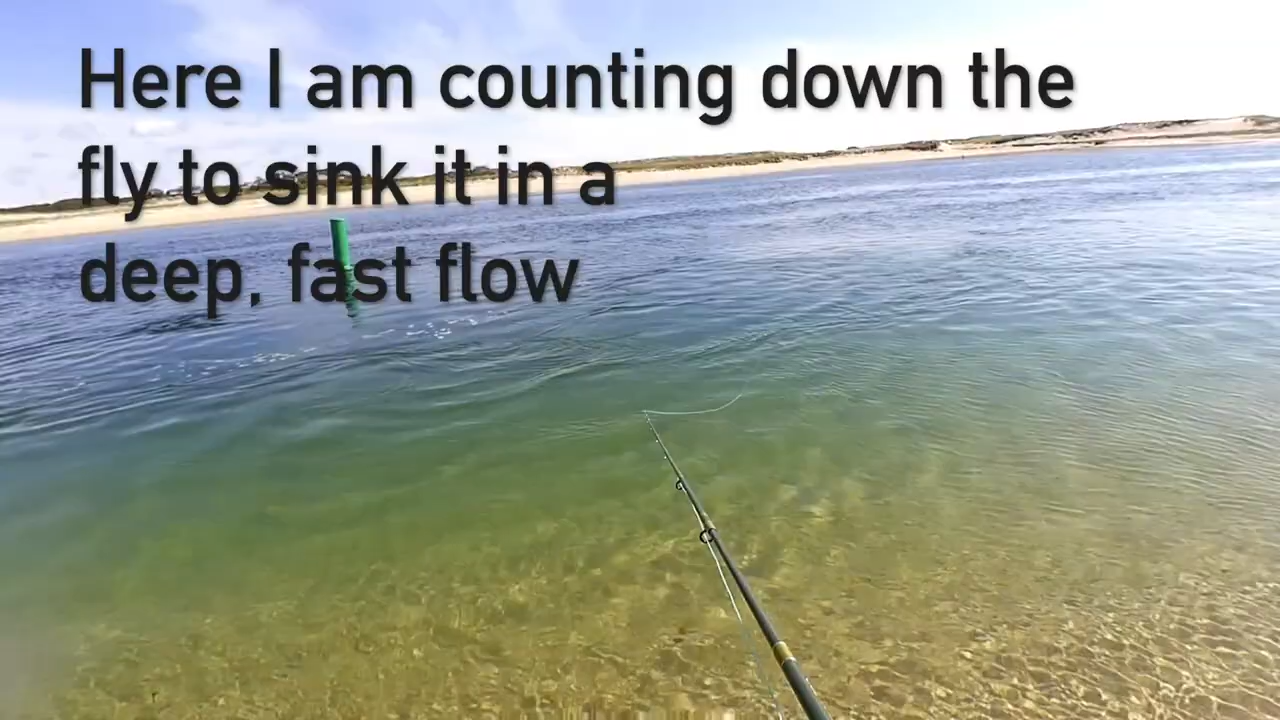 Here I am counting down the
fly to sink it in a
deep, fast flow